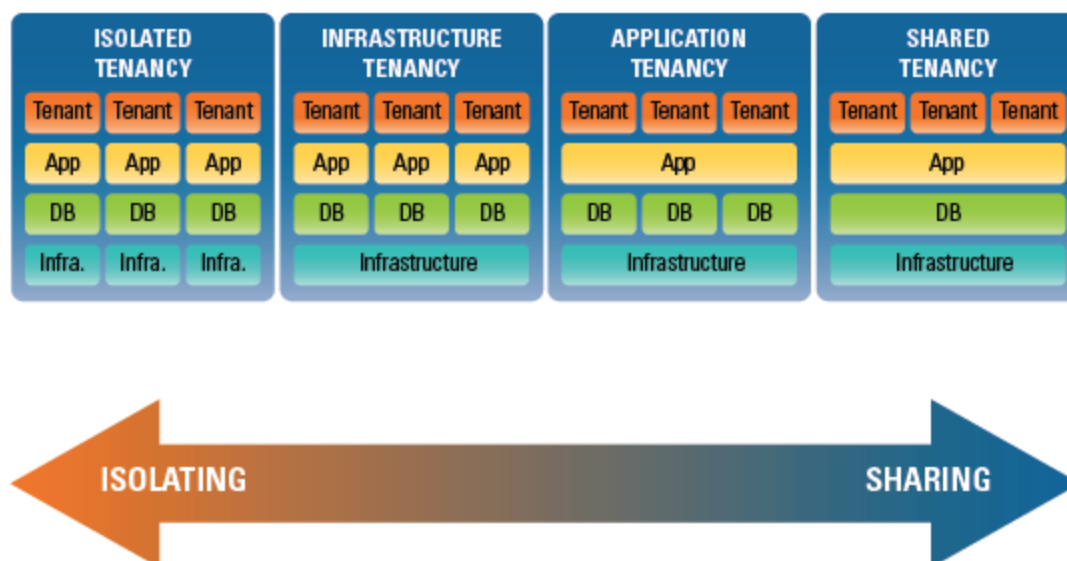 ISOLATED
TENANCY
Tenant Tenant Tenant
App App App
DB DB DB
Infra. Infra. Infra.
INFRASTRUCTURE
TENANCY
Tenant Tenant Tenant
App App App
DB DB DB
Infrastructure
APPLICATION
TENANCY
Tenant Tenant Tenant
App
DB DB DB
Infrastructure
SHARED
TENANCY
Tenant Tenant Tenant
App
DB
Infrastructure
ISOLATING
SHARING